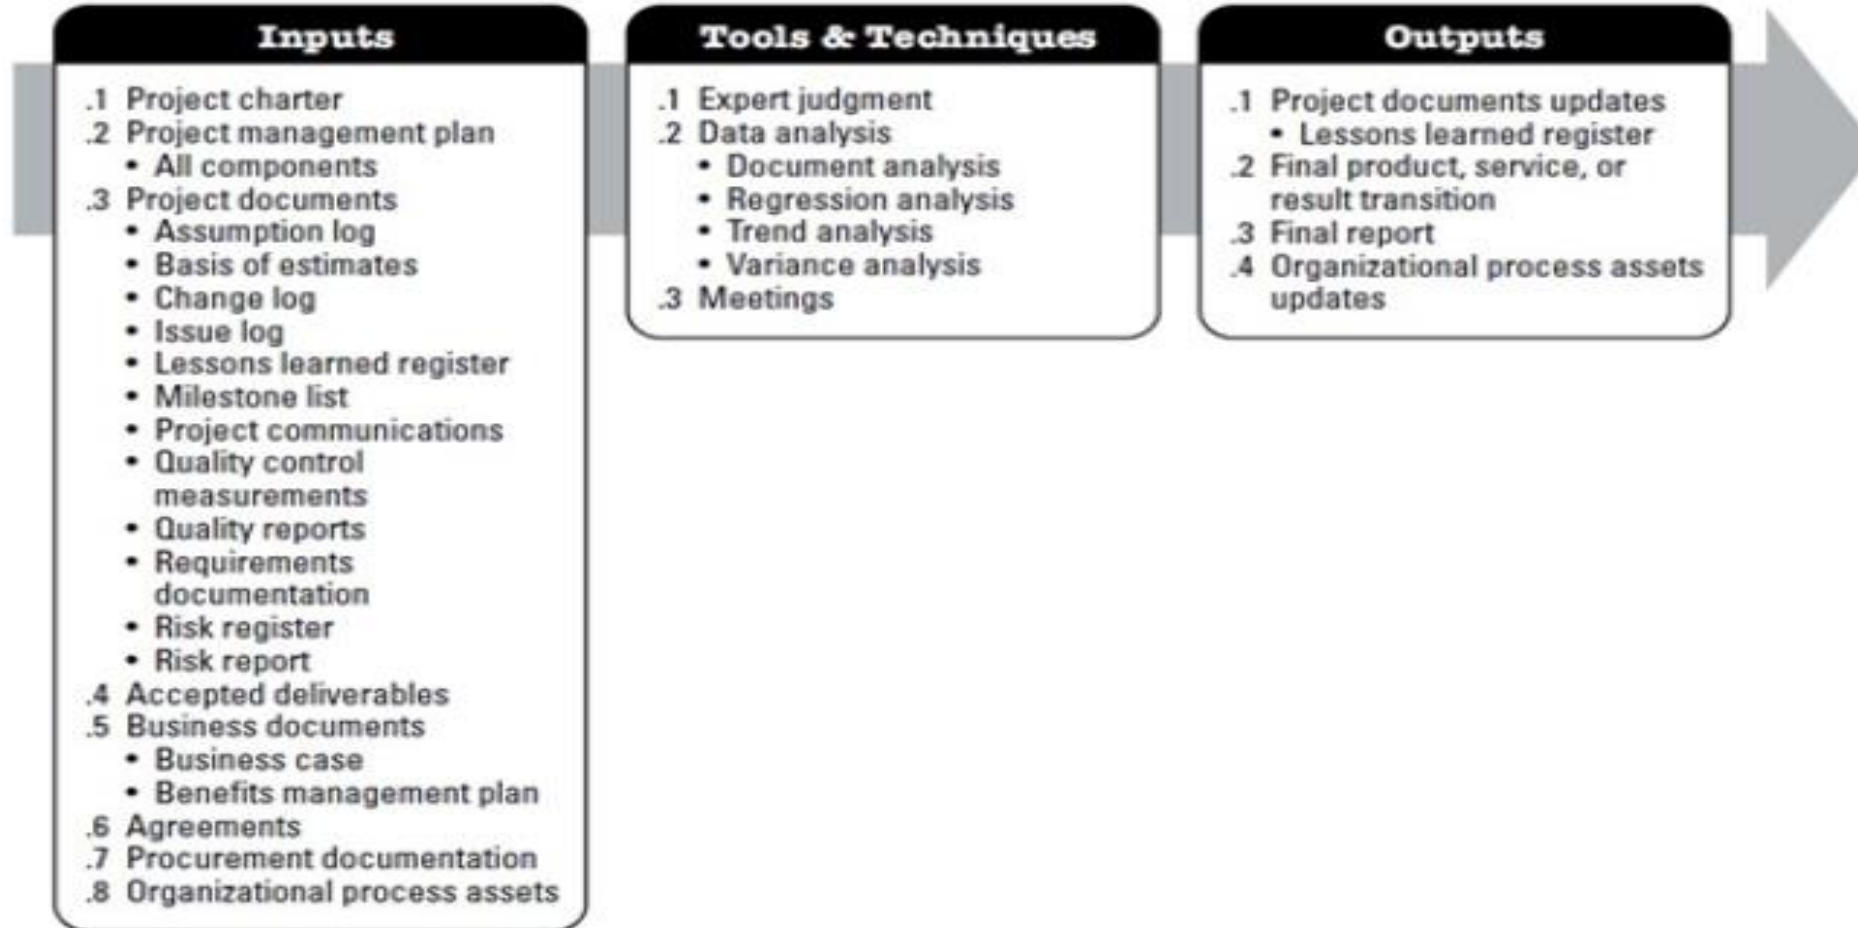 Inputs
.1 Project charter
.2 Project management plan
• All components
.3 Project documents
• Assumption log
• Basis of estimates
• Change log
• Issue log
• Lessons learned register
• Milestone list
• Project communications
• Quality control
measurements
• Quality reports
• Requirements
documentation
• Risk register
• Risk report
.4 Accepted deliverables
.5 Business documents
• Business case
• Benefits management plan
.6 Agreements
.7 Procurement documentation
.8 Organizational process assets
Tools & Techniques
.1 Expert judgment
.2 Data analysis
• Document analysis
• Regression analysis
• Trend analysis
• Variance analysis
.3 Meetings
Outputs
.1 Project documents updates
• Lessons learned register
.2 Final product, service, or
result transition
.3 Final report
.4 Organizational process assets
updates